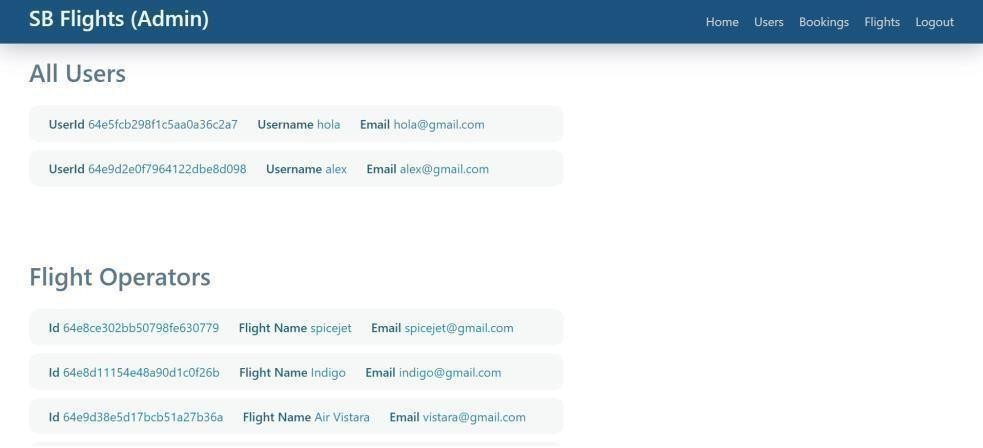 SB Flights (Admin)
Home Users Bookings Flights Logout
All Users
UserId 64e5fcb298f1c5aa0a36c2a7 Username hola Email hola@gmail.com
UserId 64e9d2e0f7964122dbe8d098 Username alex Email alex@gmail.com
Flight Operators
Id 64e8ce302bb50798fe630779 Flight Name spicejet Email spicejet@gmail.com
Id 64e8d11154e48a90d1c0f26b Flight Name Indigo Email indigo@gmail.com
Id 64e9d38e5d17bcb51a27b36a Flight Name Air Vistara Email vistara@gmail.com